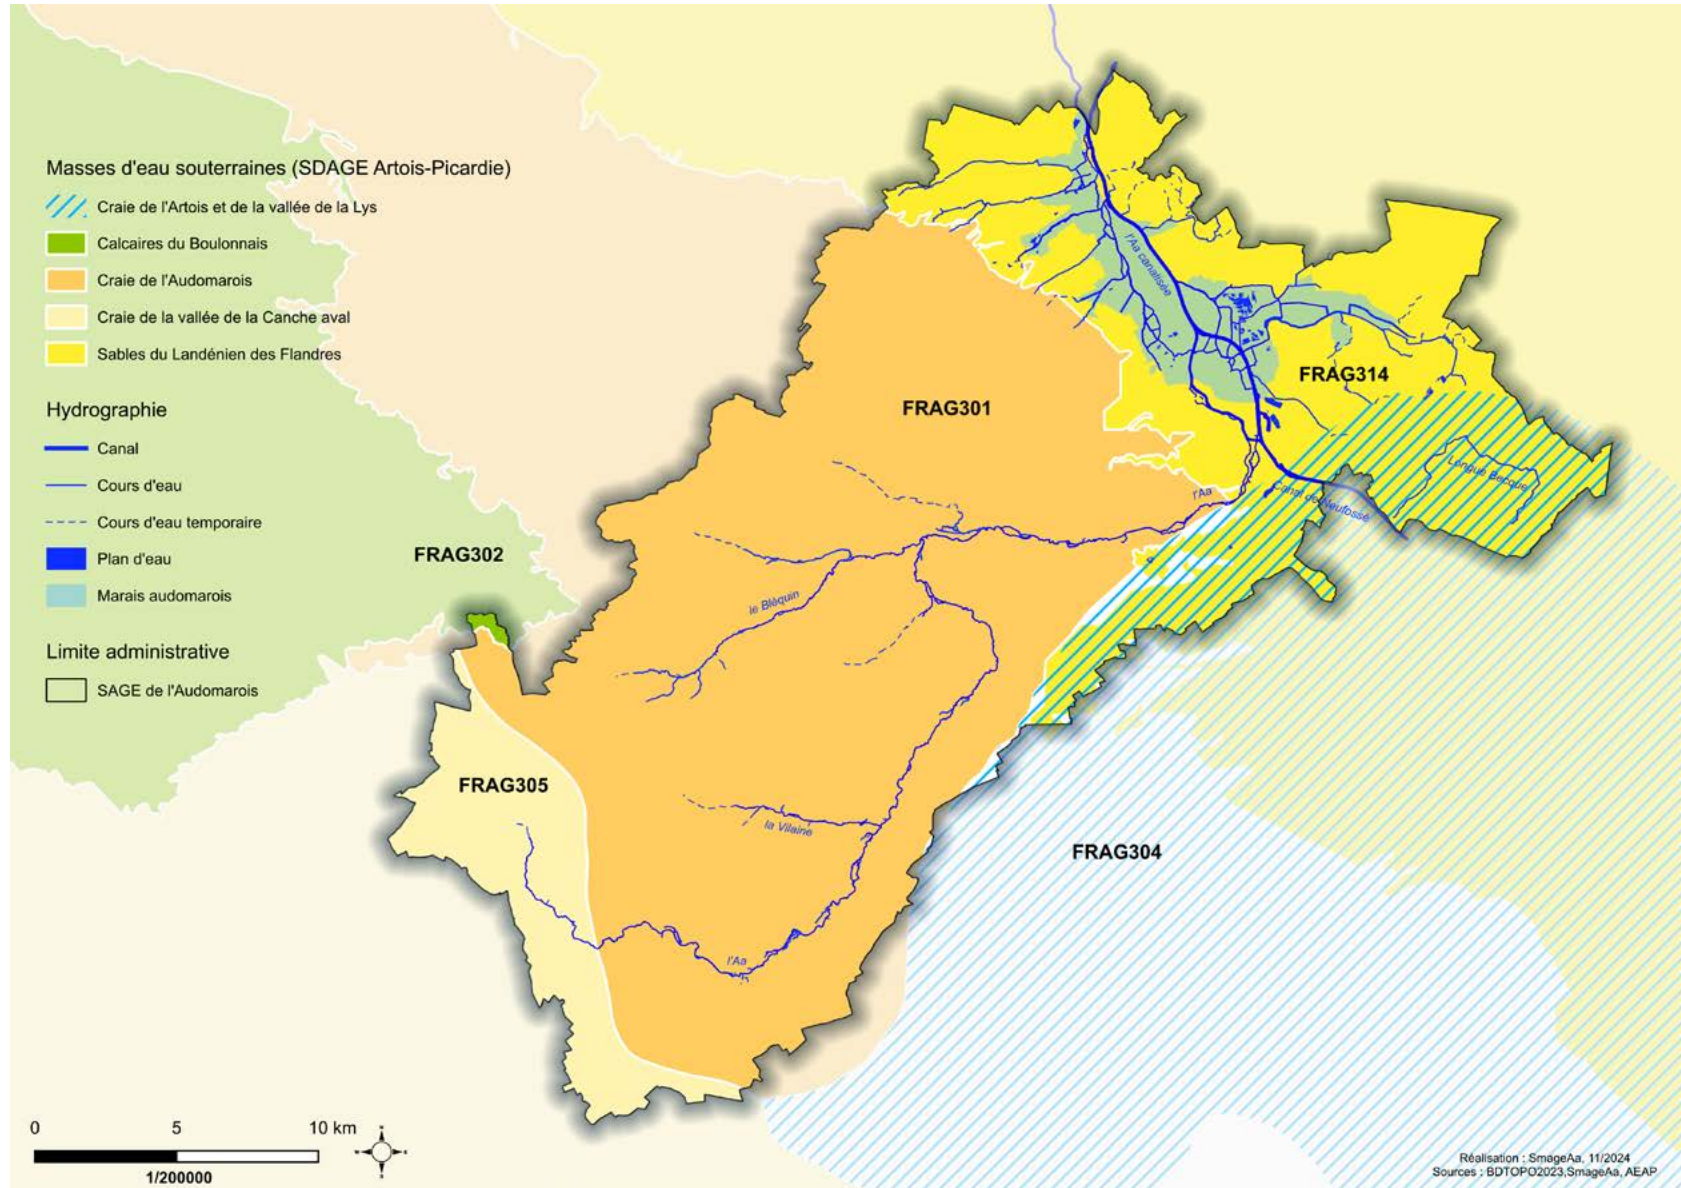 Masses d'eau souterraines (SDAGE Artois-Picardie)
Craie de l'Artois et de la vallée de la Lys
Calcaires du Boulonnais
Craie de l'Audomarois
Craie de la vallée de la Canche aval
Sables du Landénien des Flandres
Hydrographie
Canal
Cours d'eau
Cours d'eau temporaire
Plan d'eau
Marais audomarois
Limite administrative
SAGE de l'Audomarois
l'Aa canalisée
FRAG314
FRAG301
Longue Becque
Canal de Neufossé
l'Aa
FRAG302
le Bléquin
FRAG305
la Vilaine
FRAG304
l'Aa
0 5 10 km
1/200000
Réalisation : SmageAa, 11/2024
Sources : BDTOPO2023,SmageAa, AEAP